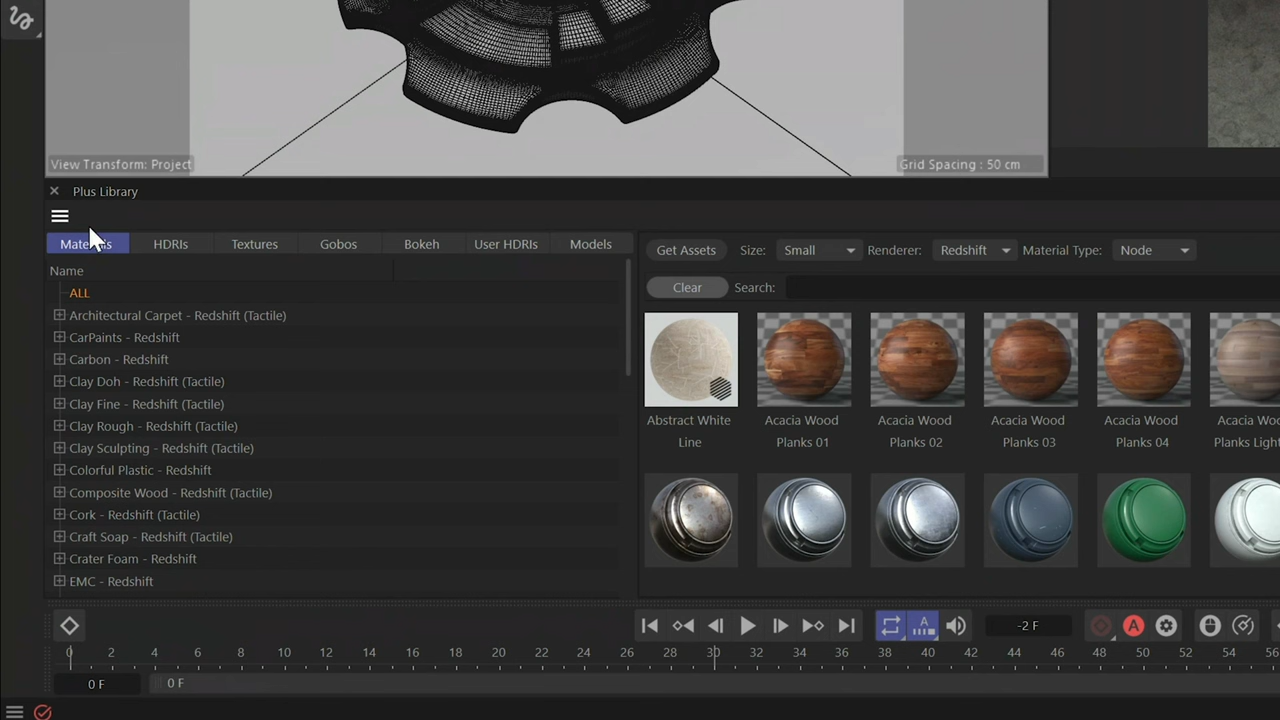 View Transform: Project
Grid Spacing : 50 cm
Plus Library
Materials
HDRIs
Textures
Gobos
Bokeh
User HDRIs
Models
Get Assets
Size:
Small
Renderer:
Redshift
Material Type:
Node
Name
Clear
Search:
ALL
Architectural Carpet - Redshift (Tactile)
CarPaints - Redshift
Carbon - Redshift
Clay Doh - Redshift (Tactile)
Clay Fine - Redshift (Tactile)
Clay Rough - Redshift (Tactile)
Clay Sculpting - Redshift (Tactile)
Colorful Plastic - Redshift
Composite Wood - Redshift (Tactile)
Cork - Redshift (Tactile)
Craft Soap - Redshift (Tactile)
Crater Foam - Redshift
EMC - Redshift
Abstract White
Line
Acacia Wood
Planks 01
Acacia Wood
Planks 02
Acacia Wood
Planks 03
Acacia Wood
Planks 04
Acacia Woo
Planks Light
-2 F
A
A
0 2 4 6 8 10 12 14 16 18 20 22 24 26 28 30 32 34 36 38 40 42 44 46 48 50 52 54 56
0 F
0 F